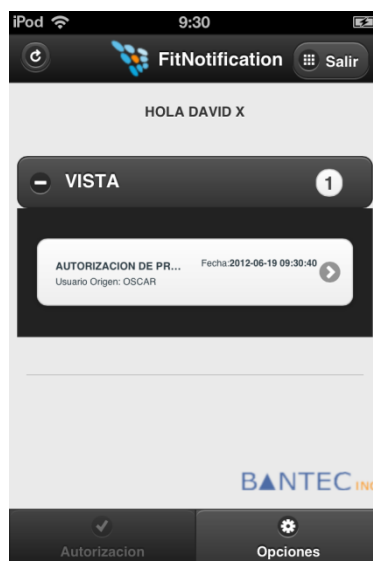 iPod 9:30
FitNotification Salir
HOLA DAVID X
VISTA 1
AUTORIZACION DE PR... Fecha:2012-06-19 09:30:40
Usuario Origen: OSCAR
BANTEC INC
Autorizacion Opciones